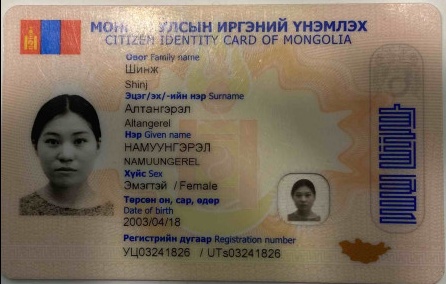 МОНГОЛ УЛСЫН ИРГЭНИЙ ҮНЭМЛЭХ
CITIZEN IDENTITY CARD OF MONGOLIA
Овог Family name
Шинж
Shinj
Эцэг/эх/-ийн нэр Surname
Алтангэрэл
Altangerel
Нэр Given name
НАМУУНГЭРЭЛ
NAMUUNGEREL
Хүйс Sex
Эмэгтэй / Female
Төрсөн он, сар, өдөр
Date of birth
2003/04/18
Регистрийн дугаар Registration number
УЦ03241826 / UTs03241826